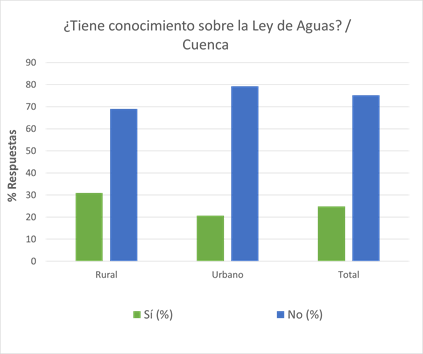 ¿Tiene conocimiento sobre la Ley de Aguas? /
Cuenca
% Respuestas
90
80
70
60
50
40
30
20
10
0
Rural Urbano Total
Sí (%) No (%)